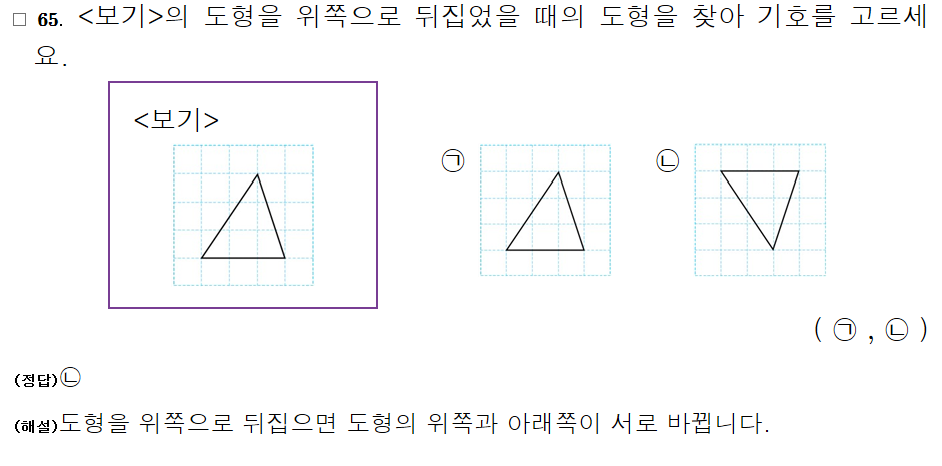 □ 65. <보기>의 도형을 위쪽으로 뒤집었을 때의 도형을 찾아 기호를 고르세
요.
<보기>
㉠
㉡
( ㉠ , ㉡ )
(정답)㉡
(해설)도형을 위쪽으로 뒤집으면 도형의 위쪽과 아래쪽이 서로 바뀝니다.